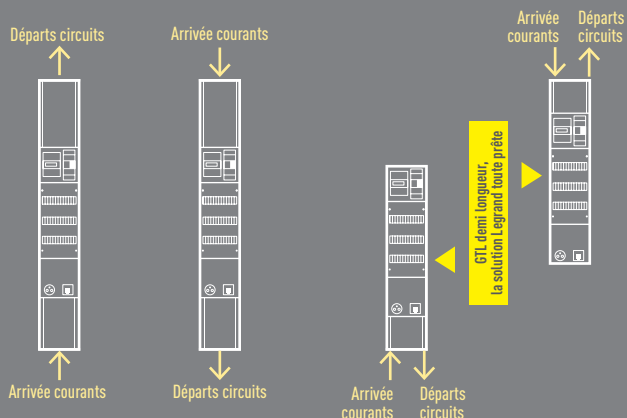 Départs circuits
Arrivée courants
Arrivée courants
Départs circuits
Arrivée
courants
Départs
circuits
GTL demi longueur,
la solution Legrand toute prête
Arrivée
courants
Départs
circuits